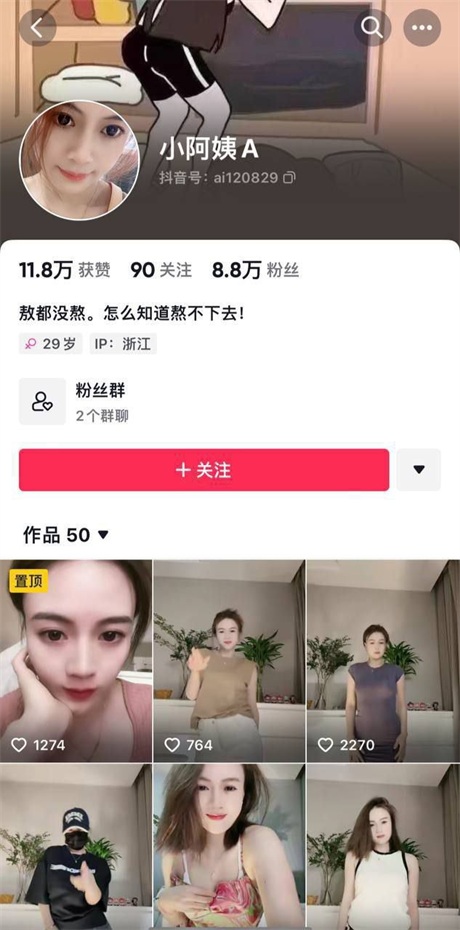 小阿姨A
抖音号：ai120829
11.8万 获赞 90 关注 8.8万 粉丝
敖都没熬。怎么知道熬不下去！
29岁 IP：浙江
粉丝群
2个群聊
关注
作品 50
置顶
1274 764 2270